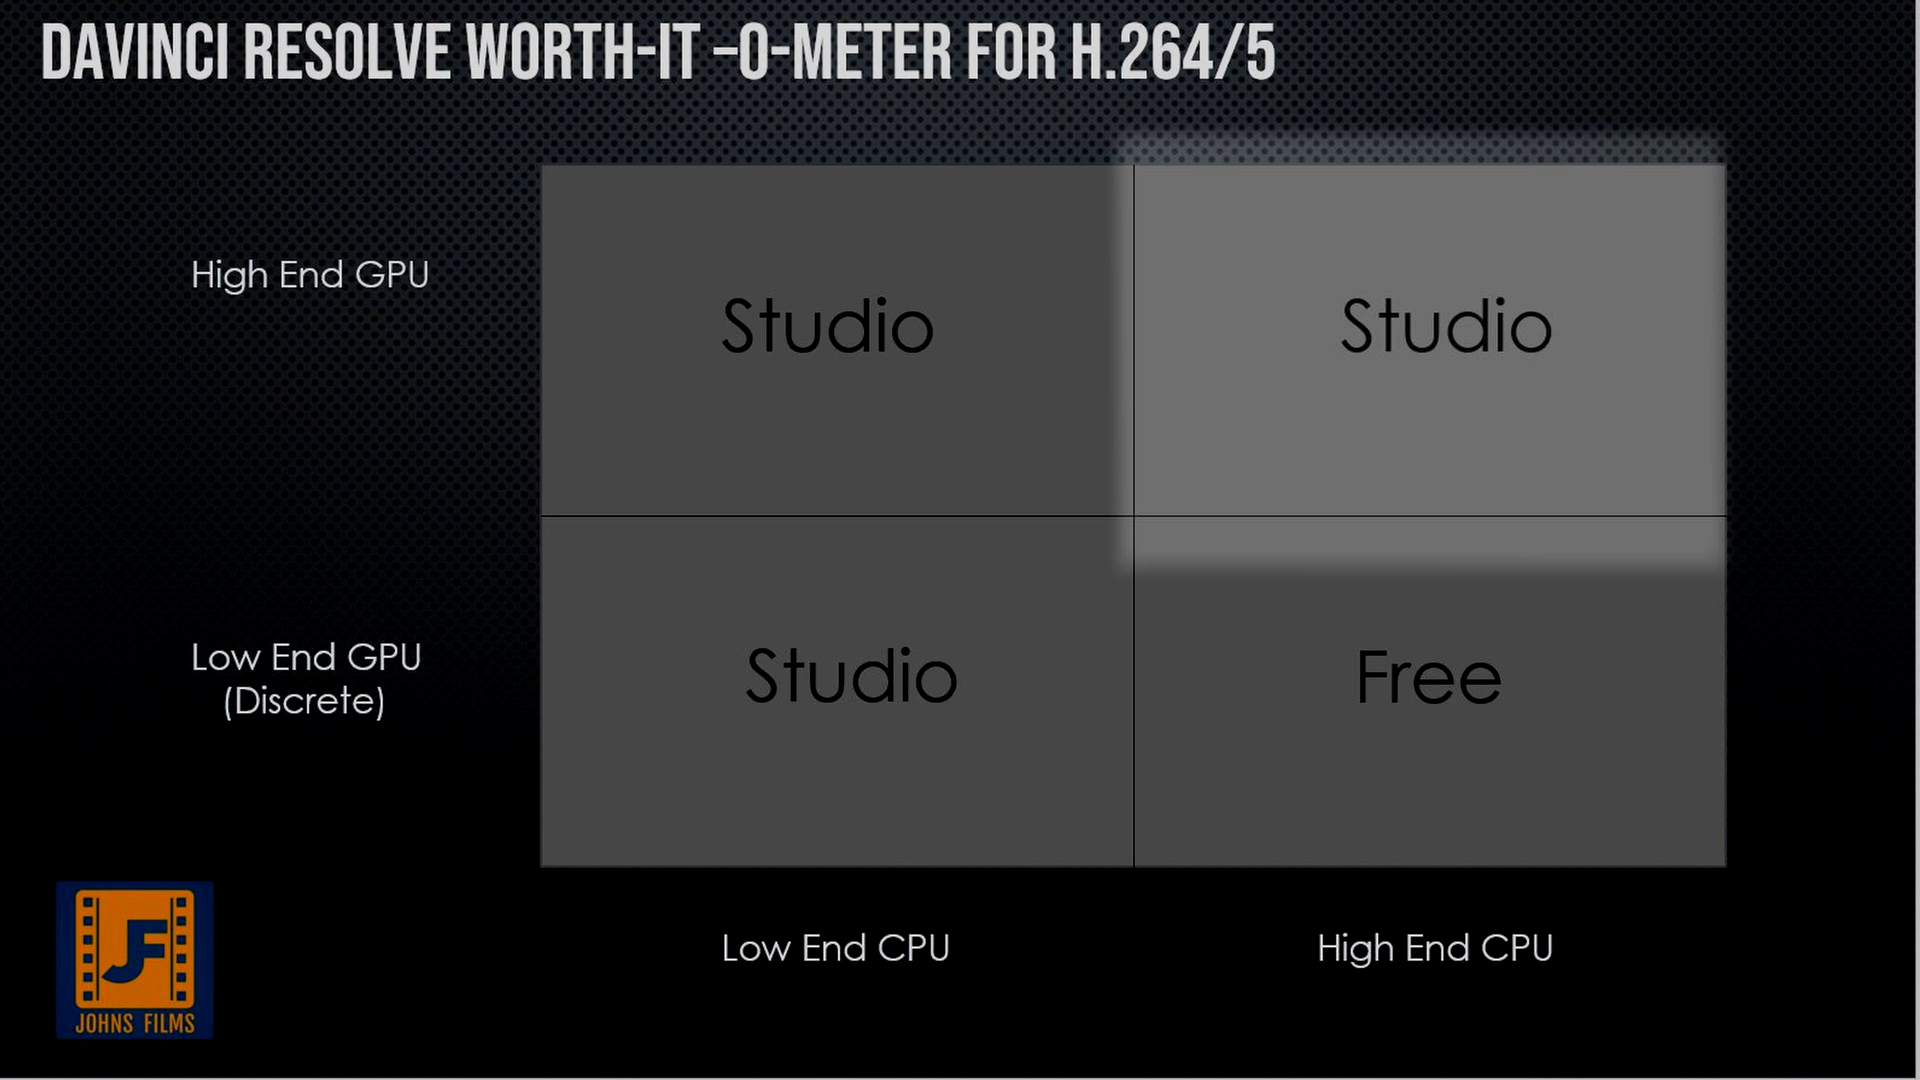 DAVINCI RESOLVE WORTH-IT –O-METER FOR H.264/5
High End GPU
Studio
Studio
Low End GPU
(Discrete)
Studio
Free
Low End CPU
High End CPU
JF
JOHNS FILMS